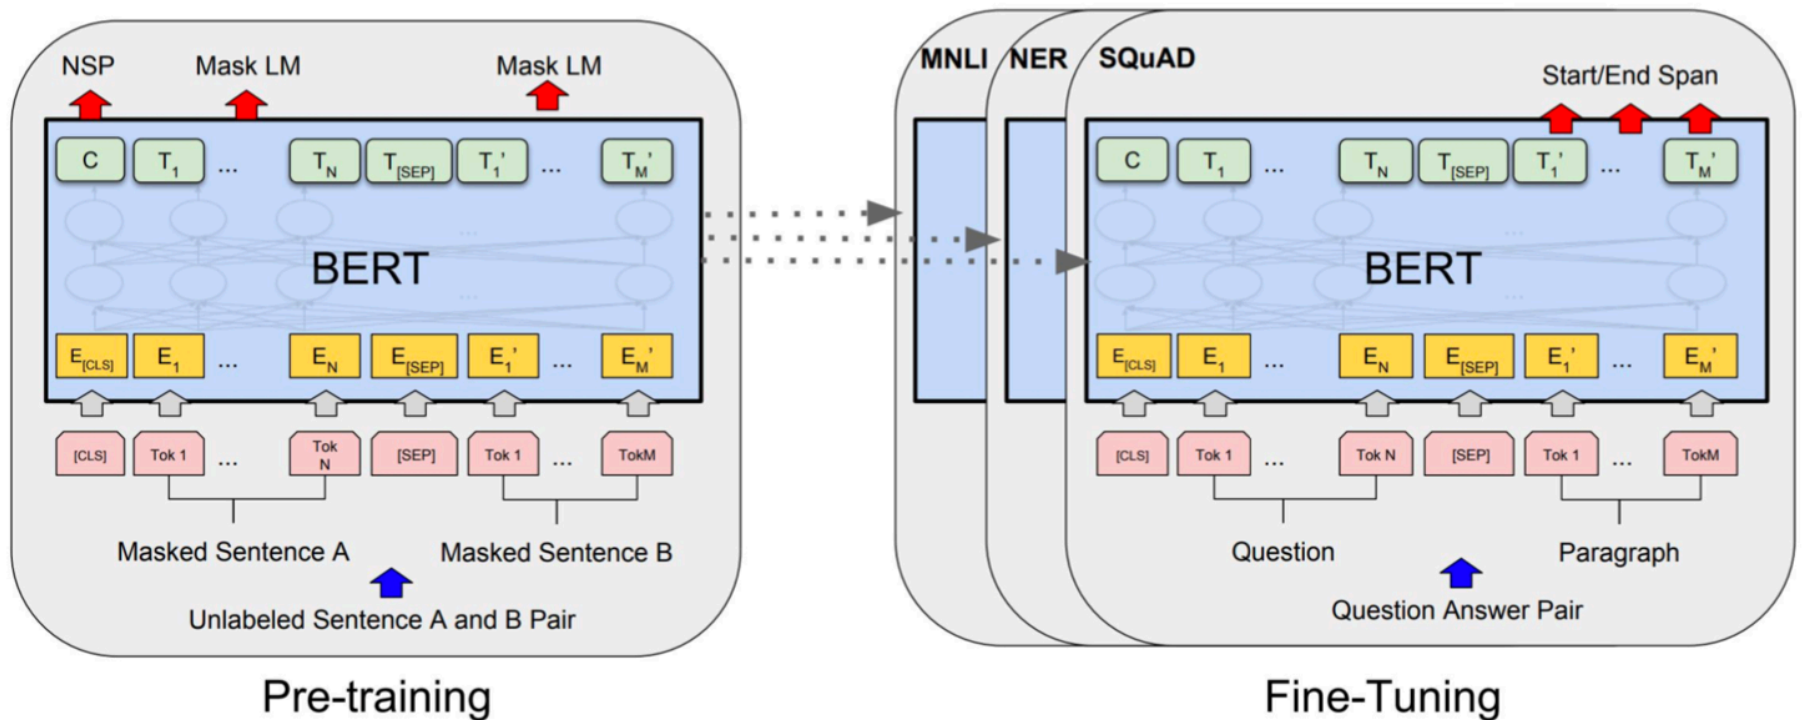 NSP Mask LM Mask LM
C T1 ... TN T[SEP] T1' ... TM'
BERT
E[CLS] E1 ... EN E[SEP] E1' ... EM'
[CLS] Tok 1 ... Tok N [SEP] Tok 1 ... TokM
Masked Sentence A Masked Sentence B
Unlabeled Sentence A and B Pair
Pre-training
MNLI NER SQuAD
Start/End Span
C T1 ... TN T[SEP] T1' ... TM'
BERT
E[CLS] E1 ... EN E[SEP] E1' ... EM'
[CLS] Tok 1 ... Tok N [SEP] Tok 1 ... TokM
Question Paragraph
Question Answer Pair
Fine-Tuning